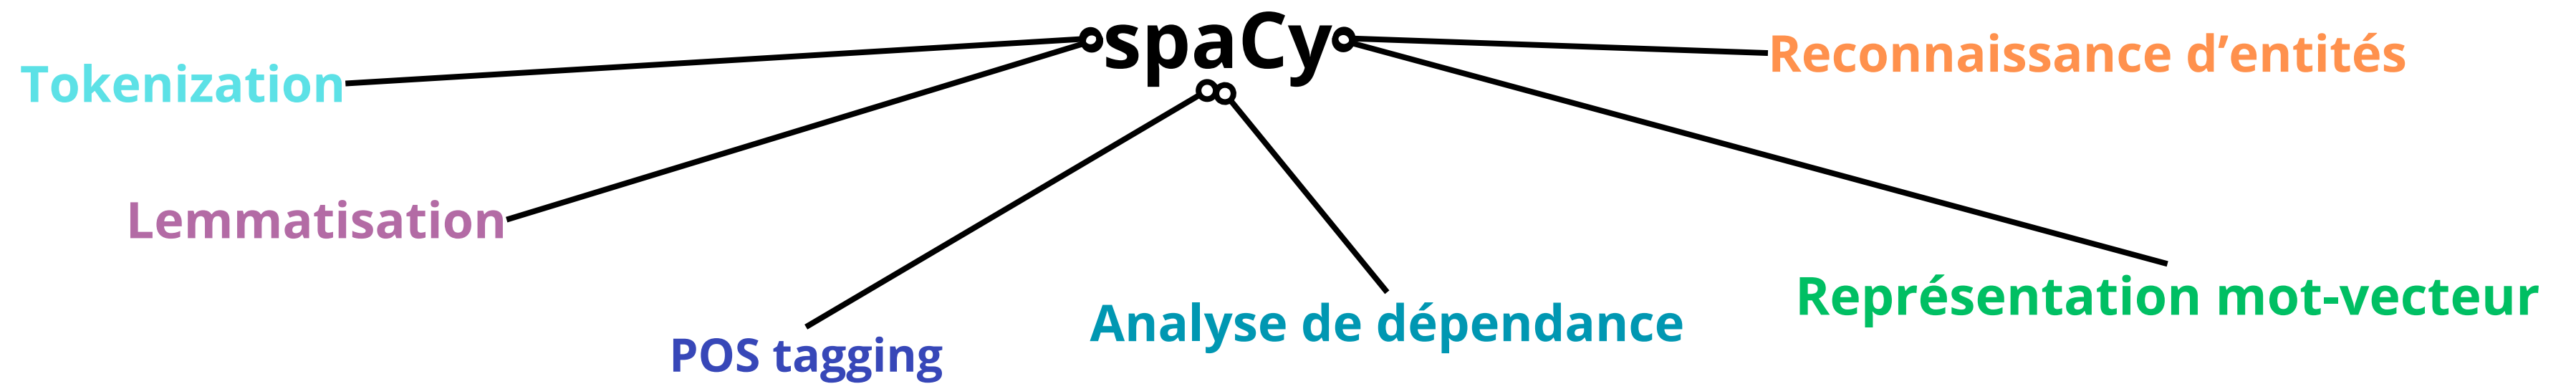 spaCy
Tokenization
Lemmatisation
POS tagging
Analyse de dépendance
Représentation mot-vecteur
Reconnaissance d’entités